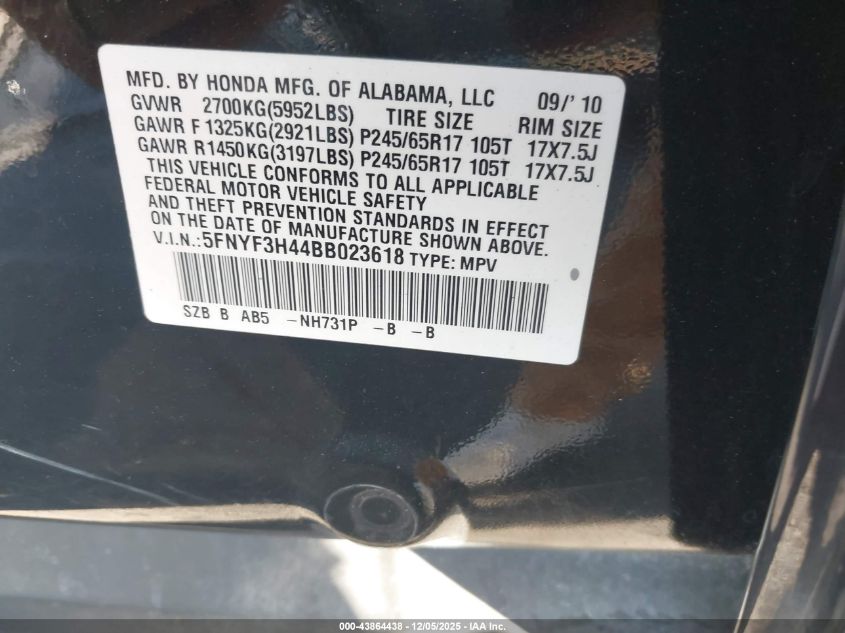 MFD. BY HONDA MFG. OF ALABAMA, LLC 09/' 10
GVWR 2700KG(5952LBS) TIRE SIZE RIM SIZE
GAWR F 1325KG(2921LBS) P245/65R17 105T 17X7.5J
GAWR R1450KG(3197LBS) P245/65R17 105T 17X7.5J
THIS VEHICLE CONFORMS TO ALL APPLICABLE
FEDERAL MOTOR VEHICLE SAFETY
AND THEFT PREVENTION STANDARDS IN EFFECT
ON THE DATE OF MANUFACTURE SHOWN ABOVE.
V.I.N.:5FNYF3H44BB023618 TYPE: MPV
SZB B AB5 -NH731P -B -B
000-43864438 - 12/05/2025 - IAA Inc.